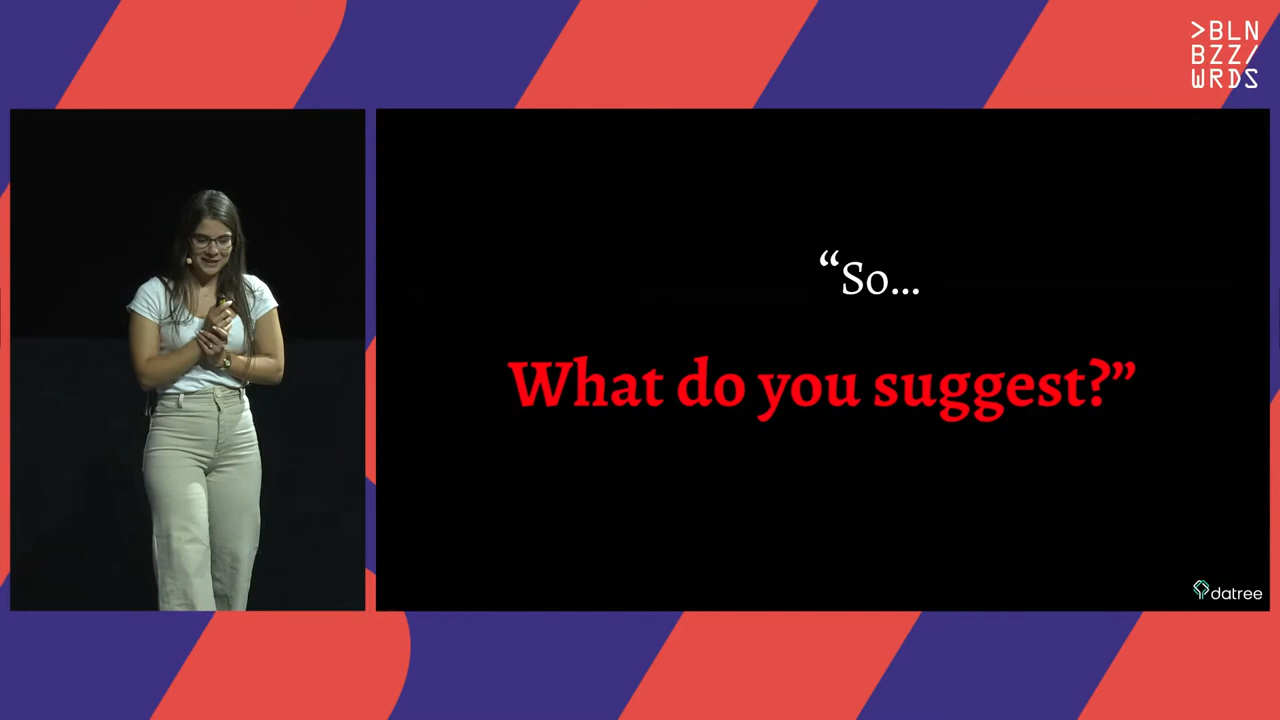 >BLN
BZZ/
WRDS
“So...
What do you suggest?”
datree